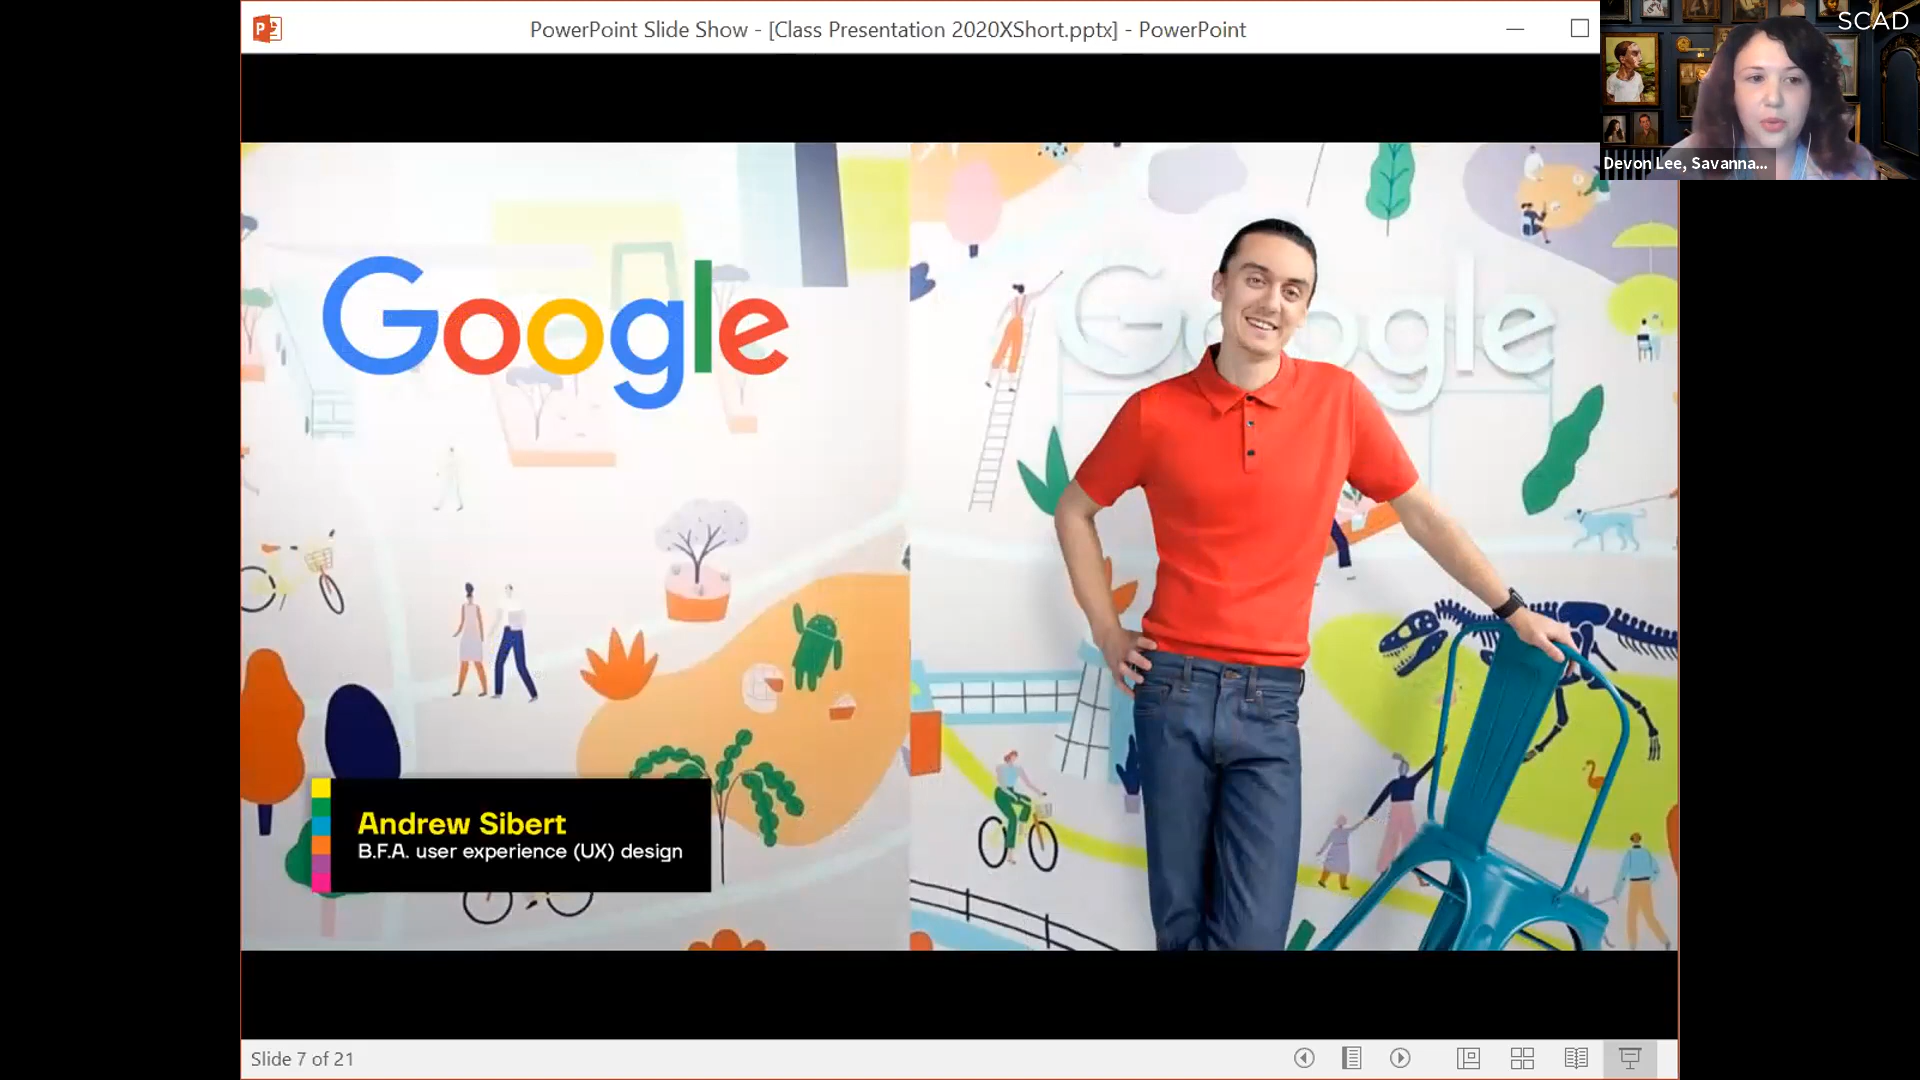 PowerPoint Slide Show - [Class Presentation 2020XShort.pptx] - PowerPoint
SCAD
Devon Lee, Savanna...
Google
Google
Andrew Sibert
B.F.A. user experience (UX) design
Slide 7 of 21